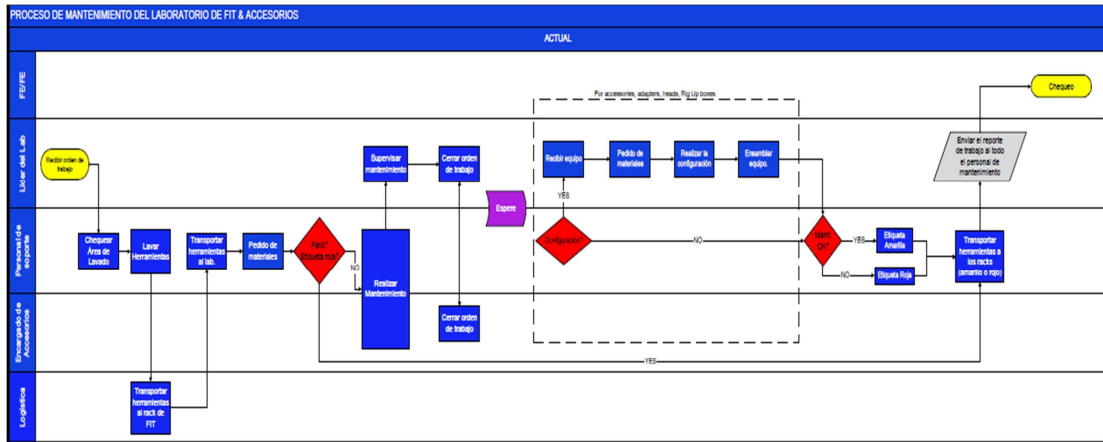 PROCESO DE MANTENIMIENTO DEL LABORATORIO DE FIT & ACCESORIOS
ACTUAL
FE/FE
Chequeo
For accessories, adapters, heads, Rig Up boxes.
Líder del Lab
Recibir orden de
trabajo
Supervisar
mantenimiento
Cerrar orden
de trabajo
Recibir equipo
Pedido de
materiales
Realizar la
configuración
Ensamblar
equipo.
Enviar el reporte
de trabajo al todo
el personal de
mantenimiento
Espere
YES
Personal de
soporte
Chequear
Área de
Lavado
Lavar
Herramientas
Transportar
herramientas
al lab.
Pedido de
materiales
Falló?
Etiqueta roja?
NO
Realizar
Mantenimiento
Configuración?
NO
Mant.
OK?
YES
Etiqueta
Amarilla
NO
Etiqueta Roja
Transportar
herramientas a
los racks
(amarillo o rojo)
Encargado de
Accesorios
Cerrar orden
de trabajo
YES
Logística
Transportar
herramientas
al rack de
FIT